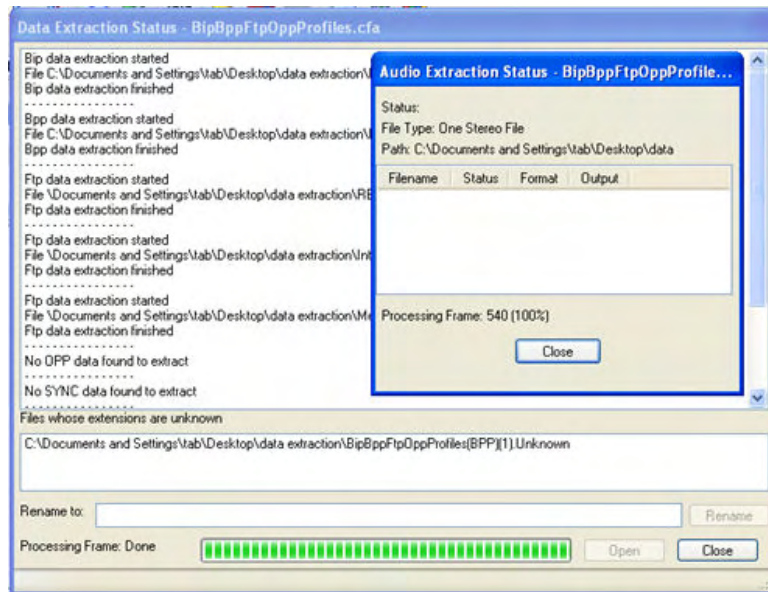 Data Extraction Status - BipBppFtpOppProfiles.cfa
Bip data extraction started
File C:\Documents and Settings\tab\Desktop\data extraction\
Bip data extraction finished
- - - - - - - - - - - - - - -
Bpp data extraction started
File C:\Documents and Settings\tab\Desktop\data extraction\
Bpp data extraction finished
- - - - - - - - - - - - - - -
Ftp data extraction started
File \Documents and Settings\tab\Desktop\data extraction\RE
Ftp data extraction finished
- - - - - - - - - - - - - - -
Ftp data extraction started
File \Documents and Settings\tab\Desktop\data extraction\Int
Ftp data extraction finished
- - - - - - - - - - - - - - -
Ftp data extraction started
File \Documents and Settings\tab\Desktop\data extraction\Me
Ftp data extraction finished
- - - - - - - - - - - - - - -
No OPP data found to extract
- - - - - - - - - - - - - - -
No SYNC data found to extract
- - - - - - - - - - - - - - -
Audio Extraction Status - BipBppFtpOppProfile...
Status:
File Type: One Stereo File
Path: C:\Documents and Settings\tab\Desktop\data
Filename Status Format Output
Processing Frame: 540 (100%)
Close
Files whose extensions are unknown
C:\Documents and Settings\tab\Desktop\data extraction\BipBppFtpOppProfiles(BPP)(1).Unknown
Rename to:
Rename
Processing Frame: Done
Open
Close